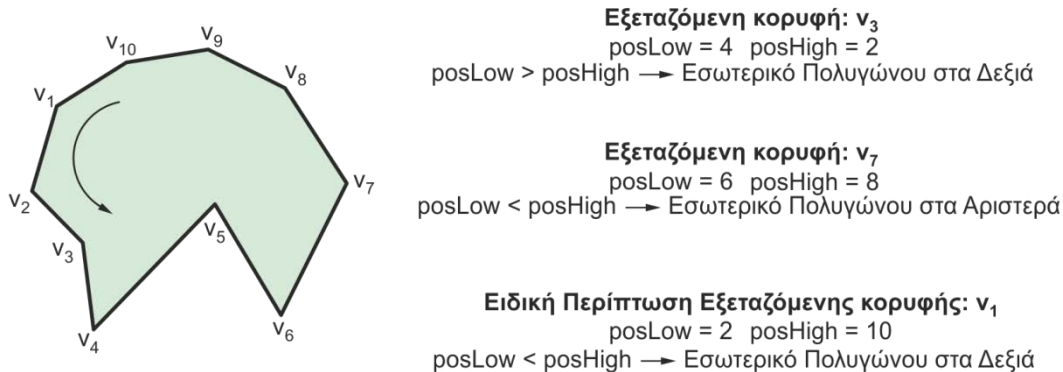 v₉
v₁₀
v₈
v₁
v₇
v₂
v₅
v₃
v₆
v₄
Εξεταζόμενη κορυφή: v₃
posLow = 4 posHigh = 2
posLow > posHigh → Εσωτερικό Πολυγώνου στα Δεξιά
Εξεταζόμενη κορυφή: v₇
posLow = 6 posHigh = 8
posLow < posHigh → Εσωτερικό Πολυγώνου στα Αριστερά
Ειδική Περίπτωση Εξεταζόμενης κορυφής: v₁
posLow = 2 posHigh = 10
posLow < posHigh → Εσωτερικό Πολυγώνου στα Δεξιά